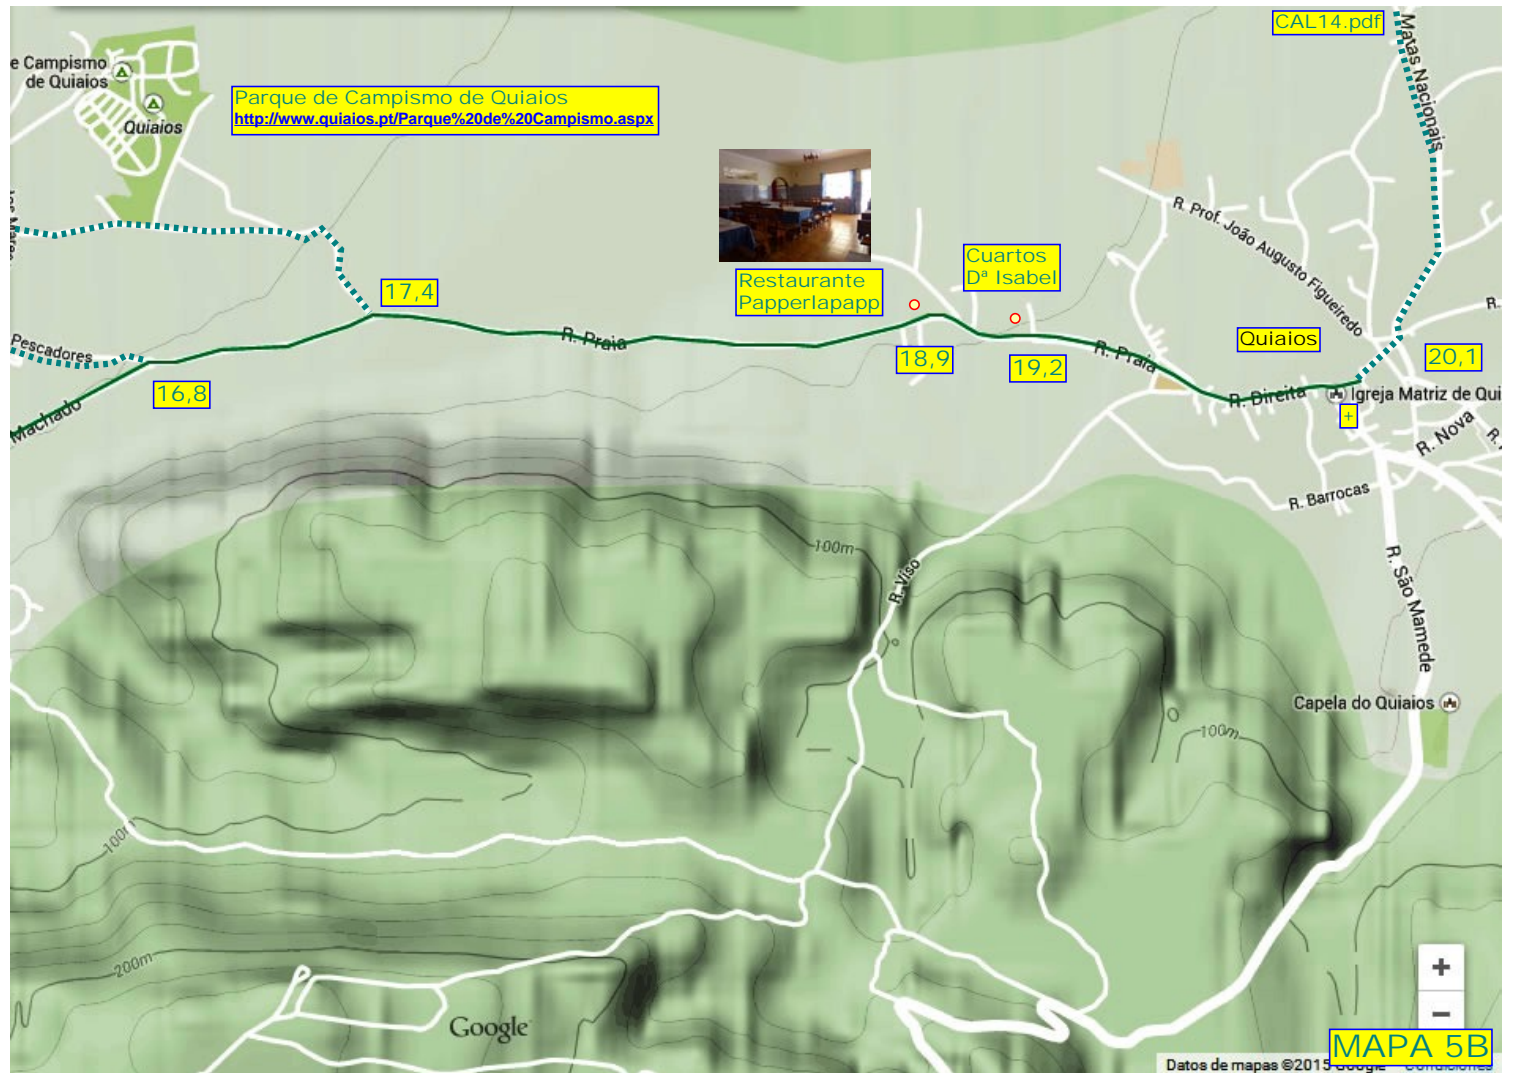 CAL14.pdf
Matas Nacionais
e Campismo
de Quiaios
Quiaios
Parque de Campismo de Quiaios
http://www.quiaios.pt/Parque%20de%20Campismo.aspx
R. Prof. João Augusto Figueiredo
Cuartos
Dª Isabel
Restaurante
Papperlapapp
17,4
R. Praia
Pescadores
16,8
18,9
19,2
R. Praia
Quiaios
20,1
R.
R. Direita
Igreja Matriz de Qui
+
Machado
R. Nova
R.
R. Barrocas
100m
R. Viso
R. São Mamede
Capela do Quiaios
100m
100m
200m
Google
+
−
MAPA 5B
Datos de mapas ©2015 Google
Condiciones